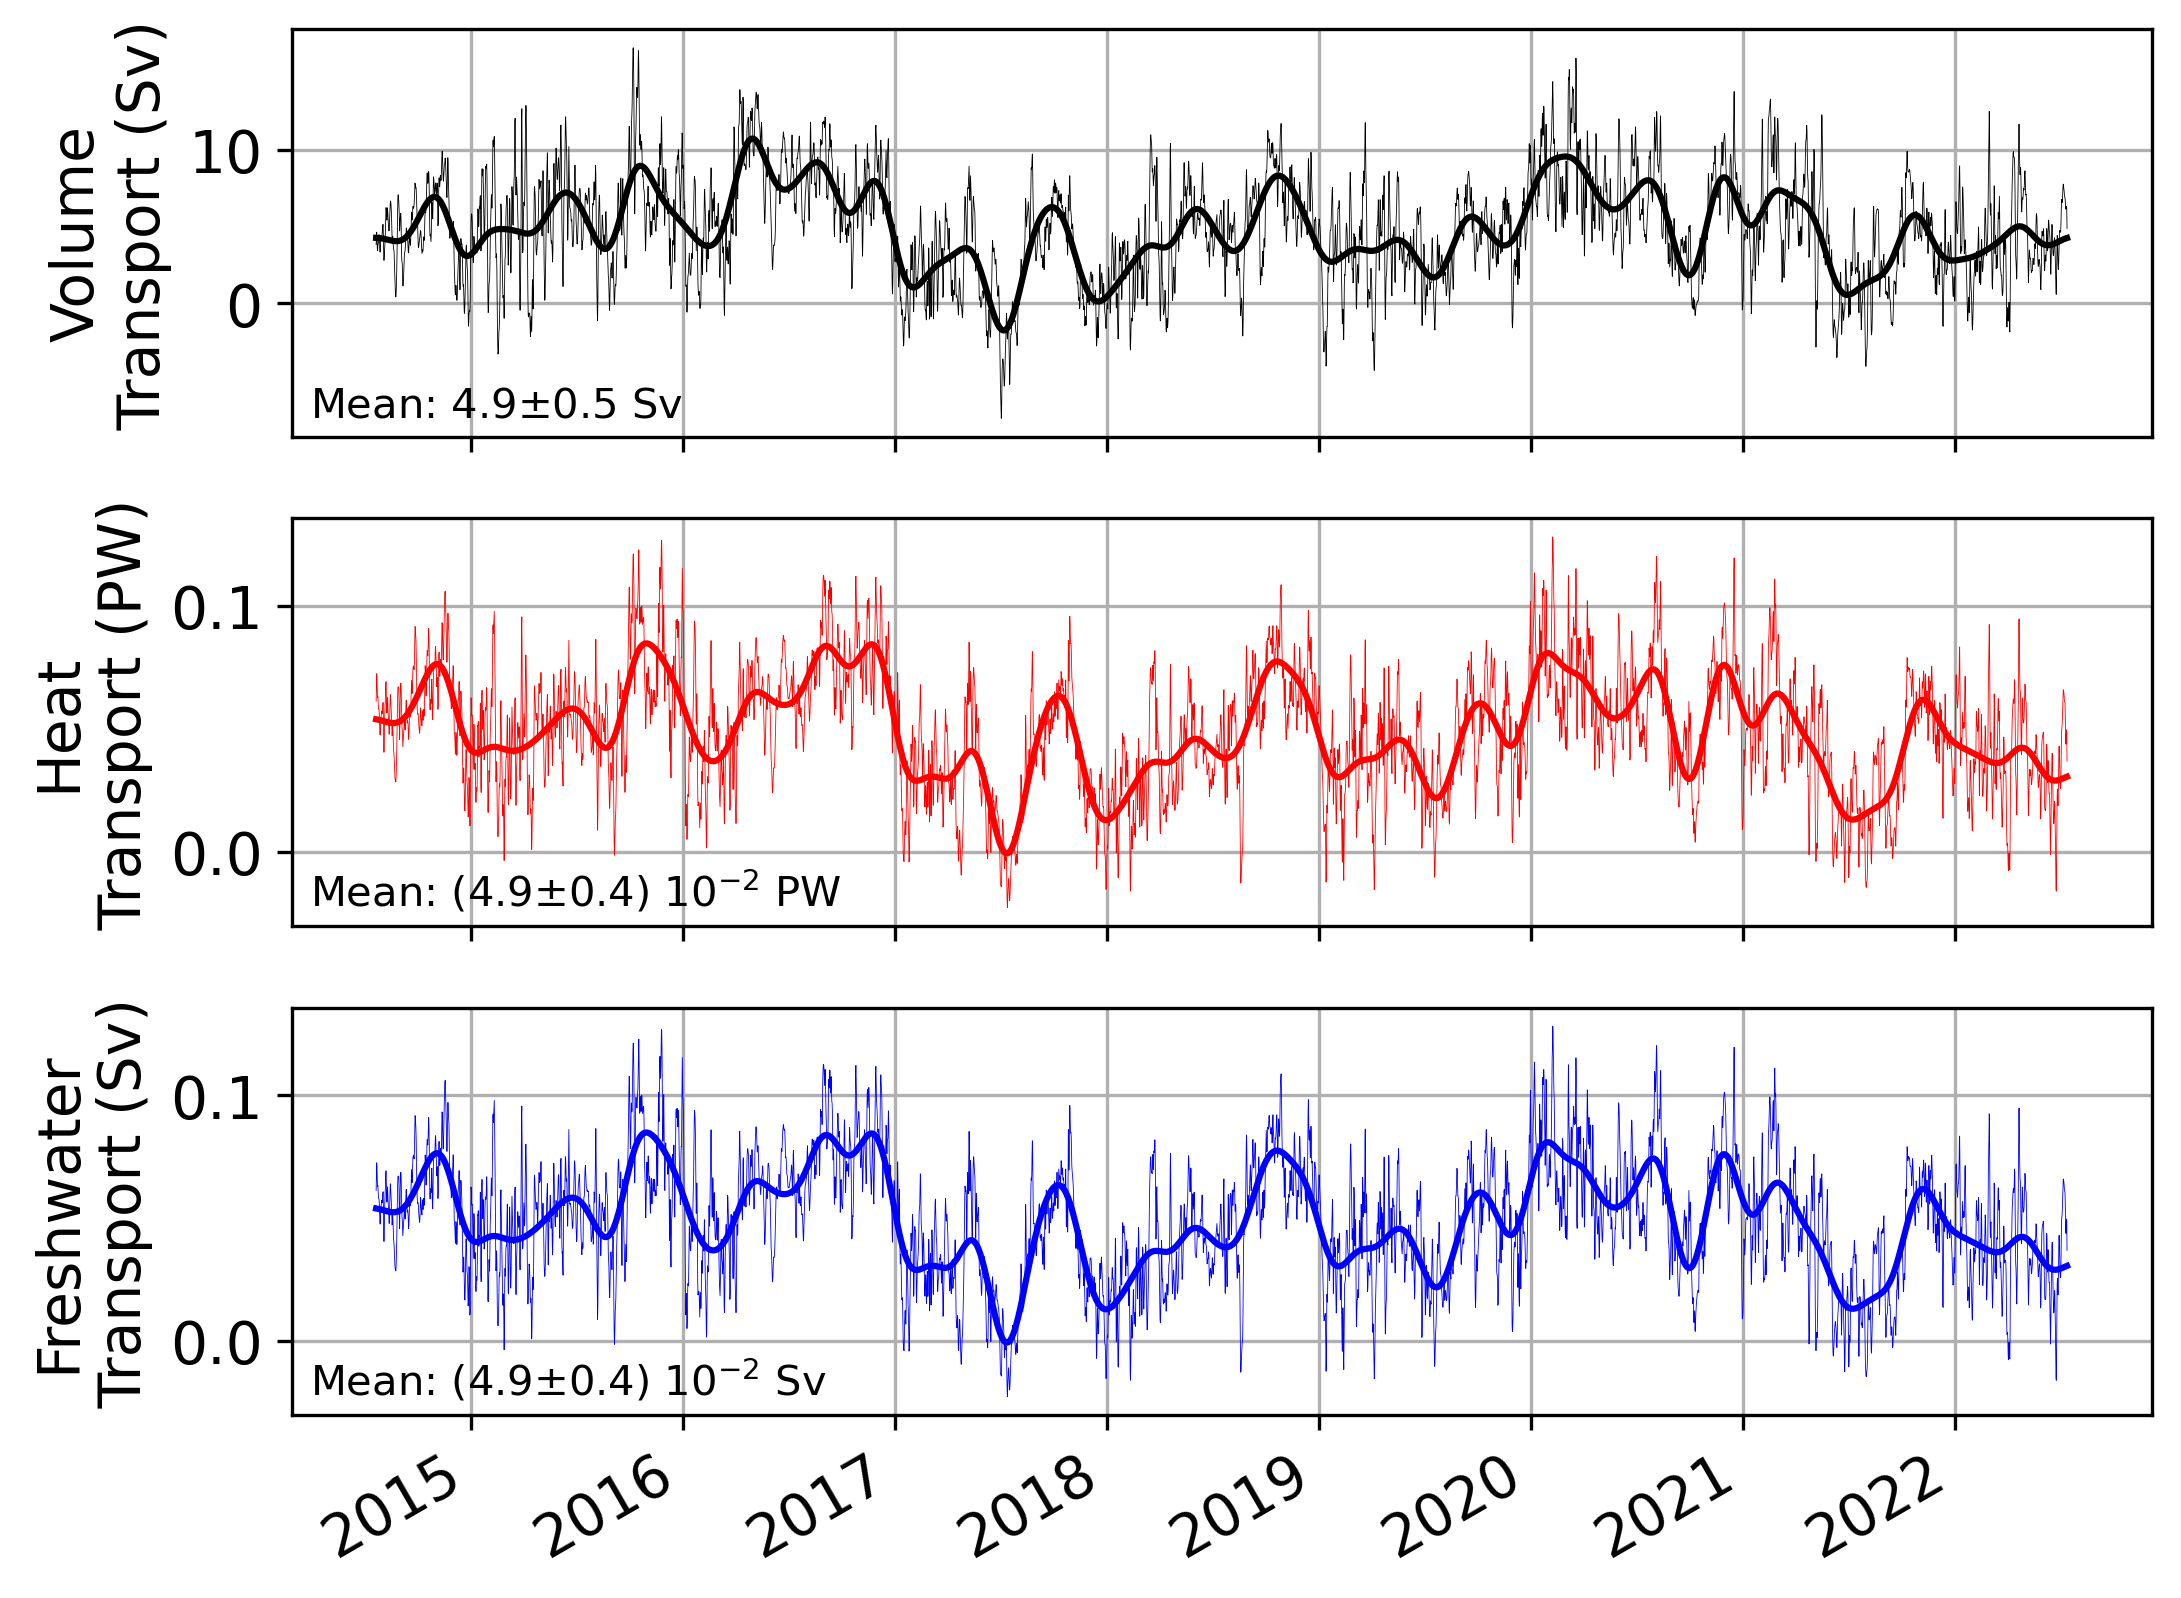 Volume
Transport (Sv)
10
0
Mean: 4.9±0.5 Sv
Heat
Transport (PW)
0.1
0.0
Mean: (4.9±0.4) 10⁻² PW
Freshwater
Transport (Sv)
0.1
0.0
Mean: (4.9±0.4) 10⁻² Sv
2015 2016 2017 2018 2019 2020 2021 2022